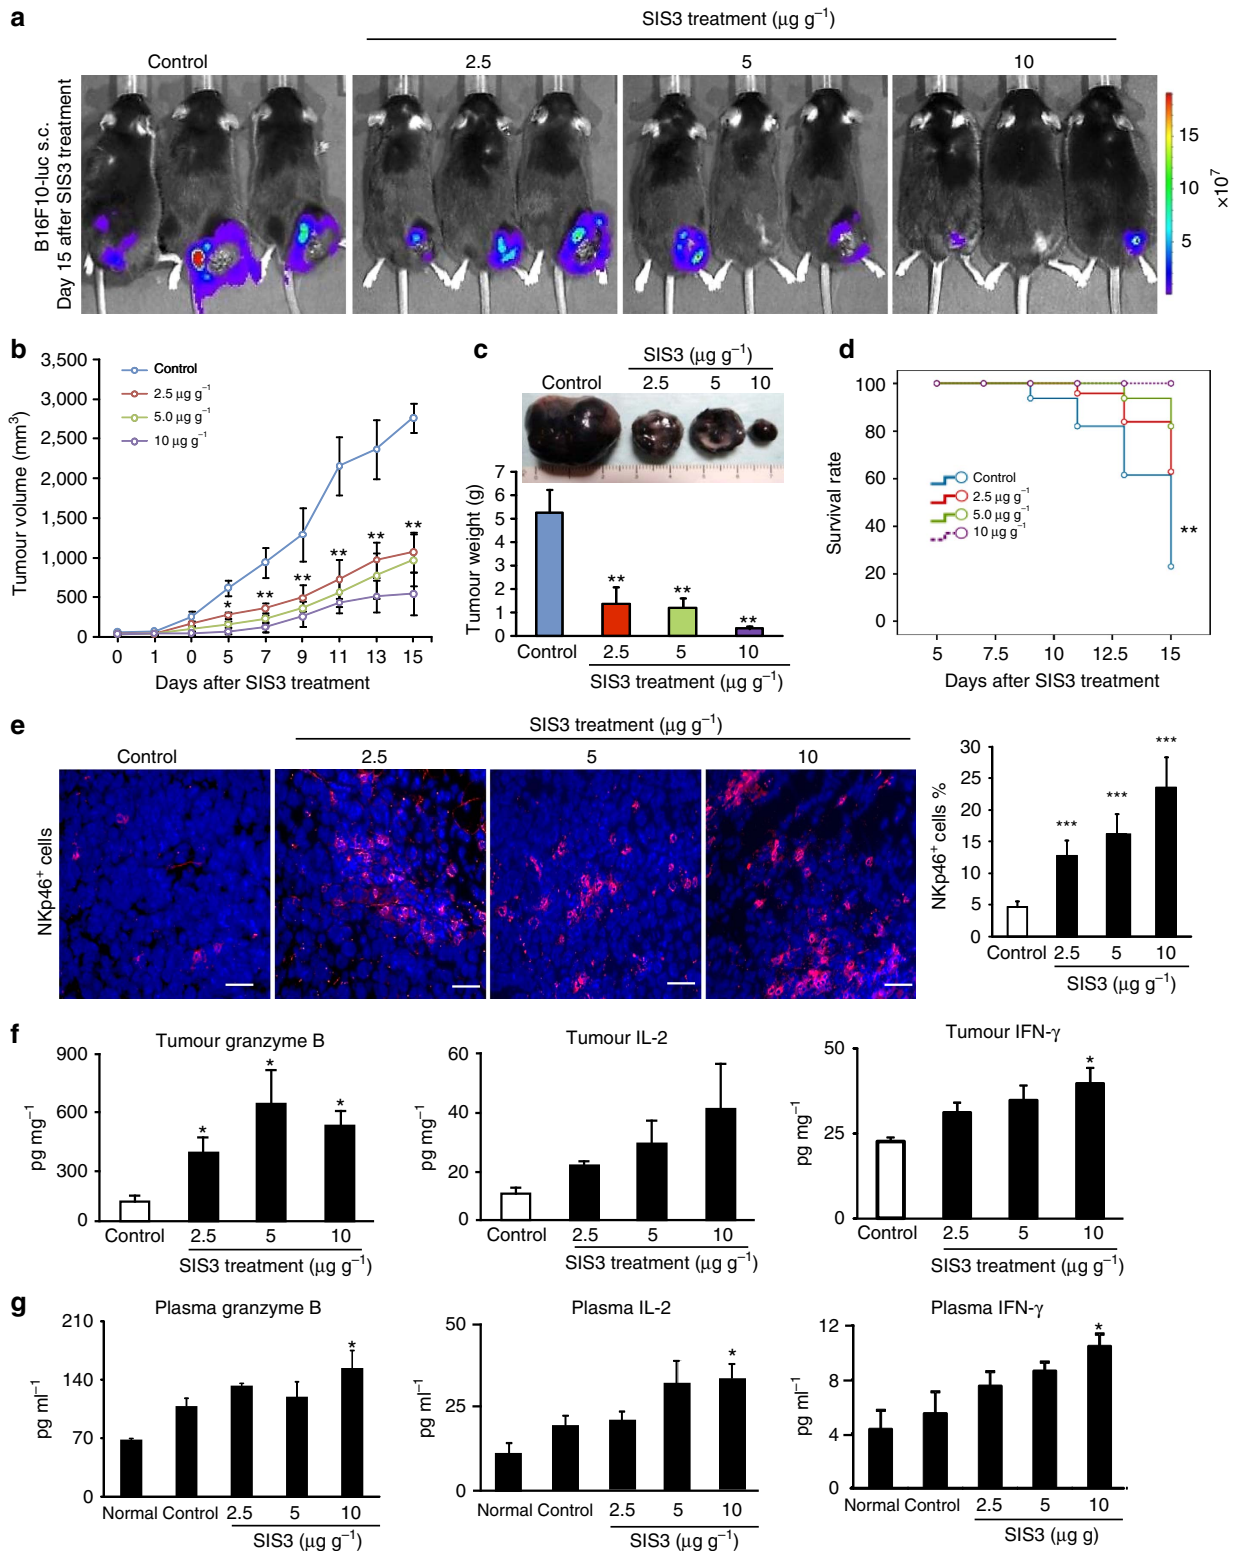 a
SIS3 treatment (μg g⁻¹)
Control
2.5
5
10
B16F10-luc s.c.
Day 15 after SIS3 treatment
15
10
5
×10⁷
b
3,500
3,000
2,500
2,000
1,500
1,000
500
0
Tumour volume (mm³)
Control
2.5 μg g⁻¹
5.0 μg g⁻¹
10 μg g⁻¹
*
**
**
**
**
**
0 1 0 5 7 9 11 13 15
Days after SIS3 treatment
c
SIS3 (μg g⁻¹)
Control 2.5 5 10
7
6
5
4
3
2
1
0
Tumour weight (g)
**
**
**
Control 2.5 5 10
SIS3 treatment (μg g⁻¹)
d
100
80
60
40
20
0
Survival rate
Control
2.5 μg g⁻¹
5.0 μg g⁻¹
10 μg g⁻¹
**
5 7.5 10 12.5 15
Days after SIS3 treatment
e
SIS3 treatment (μg g⁻¹)
Control
2.5
5
10
NKp46⁺ cells
30
25
20
15
10
5
0
NKp46⁺ cells %
***
***
***
Control 2.5 5 10
SIS3 (μg g⁻¹)
f
Tumour granzyme B
900
600
300
0
pg mg⁻¹
*
*
*
Control 2.5 5 10
SIS3 treatment (μg g⁻¹)
Tumour IL-2
60
40
20
0
pg mg⁻¹
Control 2.5 5 10
SIS3 treatment (μg g⁻¹)
Tumour IFN-γ
50
25
0
pg mg⁻¹
*
Control 2.5 5 10
SIS3 treatment (μg g⁻¹)
g
Plasma granzyme B
210
140
70
0
pg ml⁻¹
*
Normal Control 2.5 5 10
SIS3 (μg g⁻¹)
Plasma IL-2
50
25
0
pg ml⁻¹
*
Normal Control 2.5 5 10
SIS3 (μg g⁻¹)
Plasma IFN-γ
12
8
4
0
pg ml⁻¹
*
Normal Control 2.5 5 10
SIS3 (μg g)